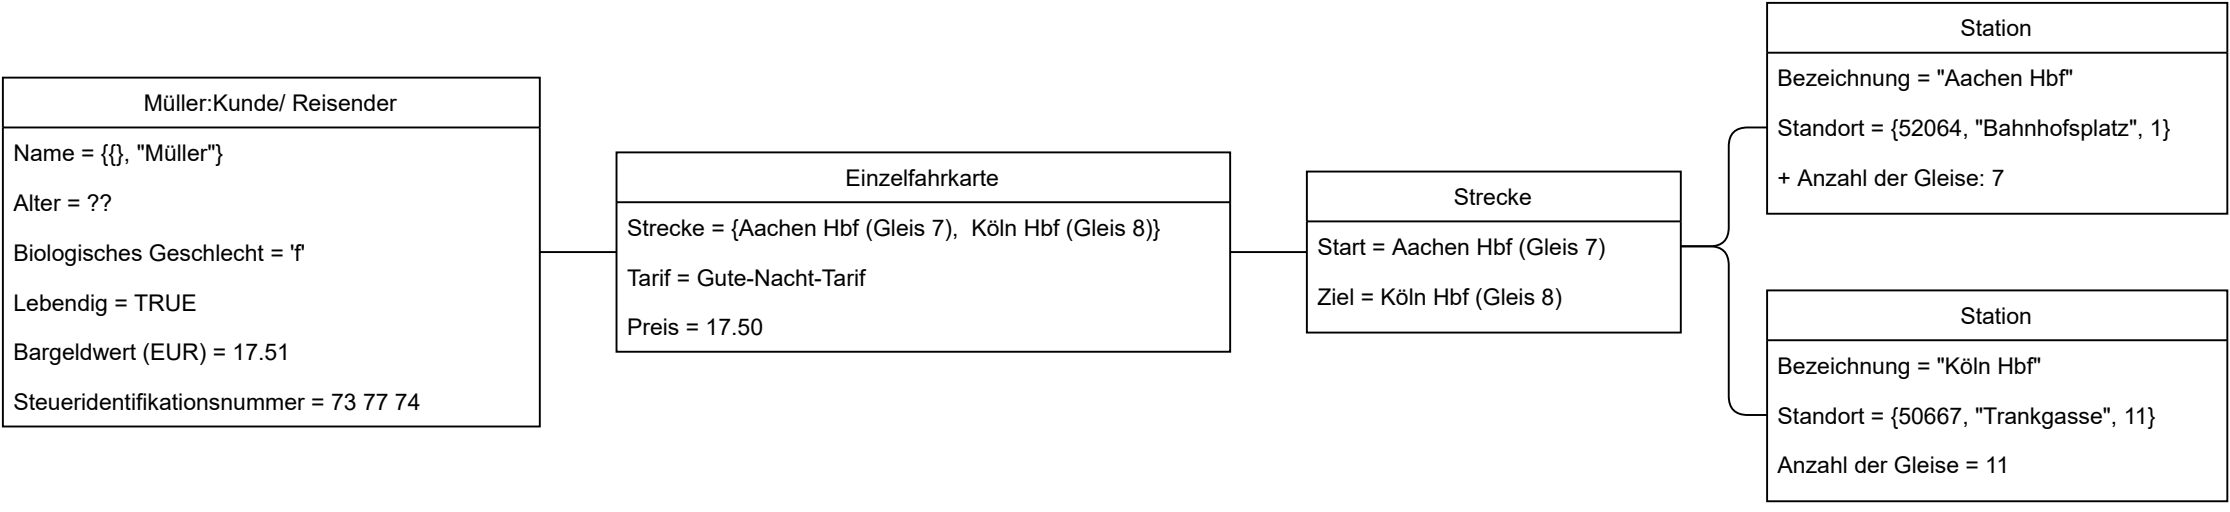 Müller:Kunde/ Reisender
Name = {{}, "Müller"}
Alter = ??
Biologisches Geschlecht = 'f'
Lebendig = TRUE
Bargeldwert (EUR) = 17.51
Steueridentifikationsnummer = 73 77 74
Einzelfahrkarte
Strecke = {Aachen Hbf (Gleis 7),  Köln Hbf (Gleis 8)}
Tarif = Gute-Nacht-Tarif
Preis = 17.50
Strecke
Start = Aachen Hbf (Gleis 7)
Ziel = Köln Hbf (Gleis 8)
Station
Bezeichnung = "Aachen Hbf"
Standort = {52064, "Bahnhofsplatz", 1}
+ Anzahl der Gleise: 7
Station
Bezeichnung = "Köln Hbf"
Standort = {50667, "Trankgasse", 11}
Anzahl der Gleise = 11